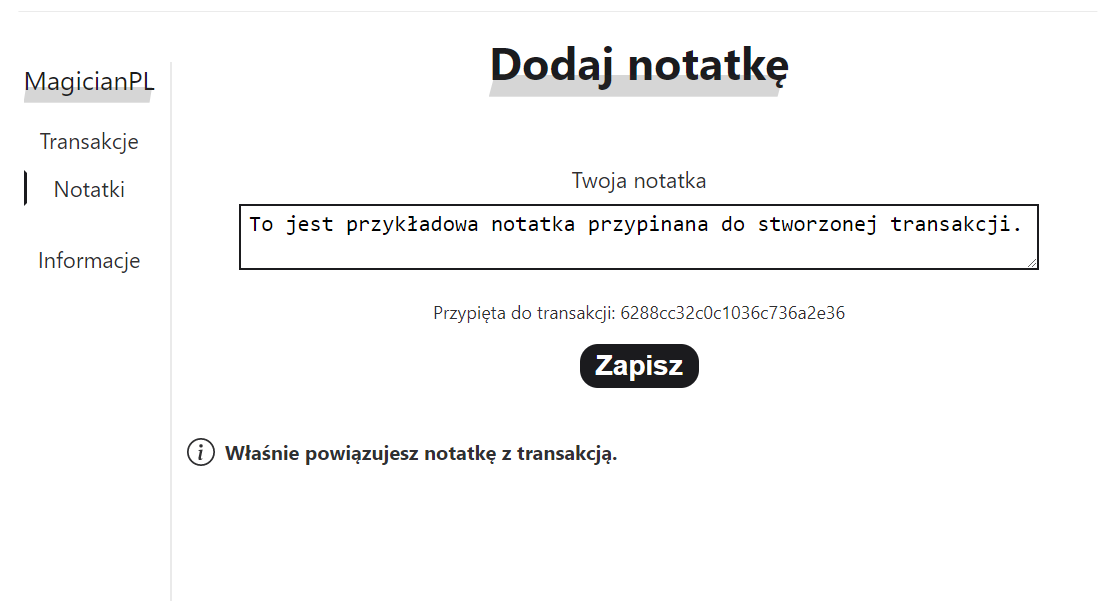 MagicianPL
Transakcje
Notatki
Informacje
Dodaj notatkę
Twoja notatka
To jest przykładowa notatka przypinana do stworzonej transakcji.
Przypięta do transakcji: 6288cc32c0c1036c736a2e36
Zapisz
i Właśnie powiązujesz notatkę z transakcją.